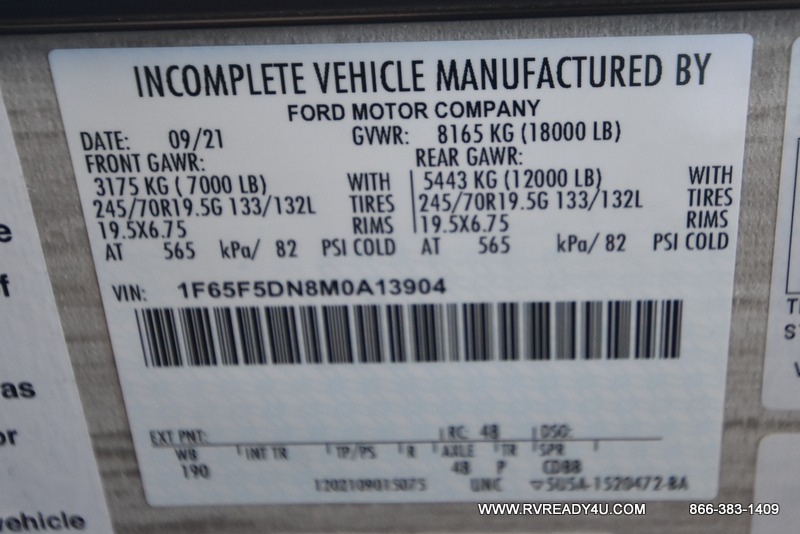 INCOMPLETE VEHICLE MANUFACTURED BY
FORD MOTOR COMPANY
DATE: 09/21 GVWR: 8165 KG (18000 LB)
FRONT GAWR: REAR GAWR:
3175 KG ( 7000 LB) WITH 5443 KG (12000 LB) WITH
245/70R19.5G 133/132L TIRES 245/70R19.5G 133/132L TIRES
19.5X6.75 RIMS 19.5X6.75 RIMS
AT 565 kPa/ 82 PSI COLD AT 565 kPa/ 82 PSI COLD
VIN: 1F65F5DN8M0A13904
EXT PNT: RC: 48 DSO:
WB INT TR TP/PS R AXLE TR SPR
190 48 P CDBB
1202109015075 UNC 5U5A-1520472-BA
as
or
vehicle
WWW.RVREADY4U.COM 866-383-1409